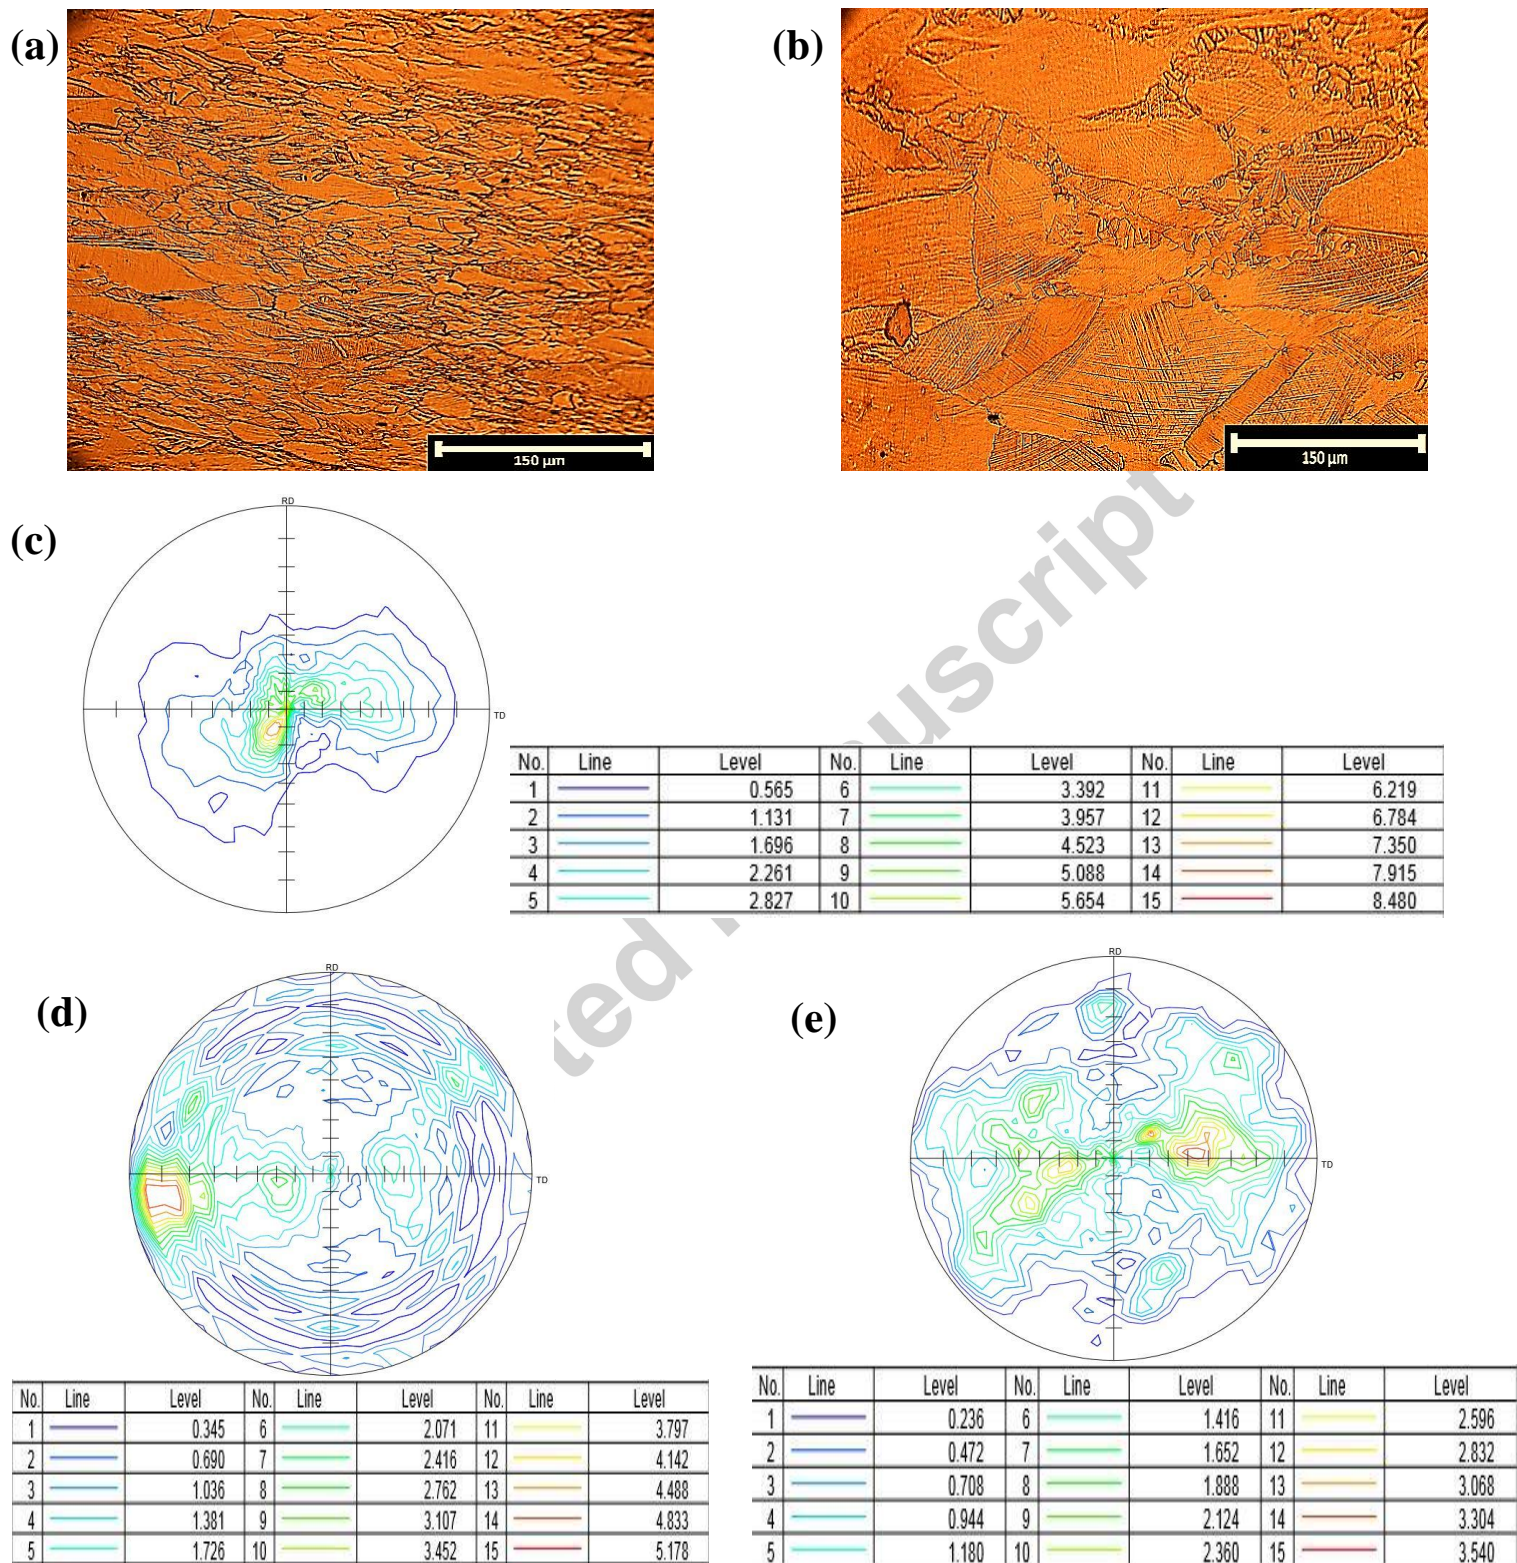 (a)
(b)
150 μm
150 μm
(c)
RD
TD
No. Line Level No. Line Level No. Line Level
1 0.565 6 3.392 11 6.219
2 1.131 7 3.957 12 6.784
3 1.696 8 4.523 13 7.350
4 2.261 9 5.088 14 7.915
5 2.827 10 5.654 15 8.480
ted
uscript
(d)
RD
TD
No. Line Level No. Line Level No. Line Level
1 0.345 6 2.071 11 3.797
2 0.690 7 2.416 12 4.142
3 1.036 8 2.762 13 4.488
4 1.381 9 3.107 14 4.833
5 1.726 10 3.452 15 5.178
(e)
RD
TD
No. Line Level No. Line Level No. Line Level
1 0.236 6 1.416 11 2.596
2 0.472 7 1.652 12 2.832
3 0.708 8 1.888 13 3.068
4 0.944 9 2.124 14 3.304
5 1.180 10 2.360 15 3.540